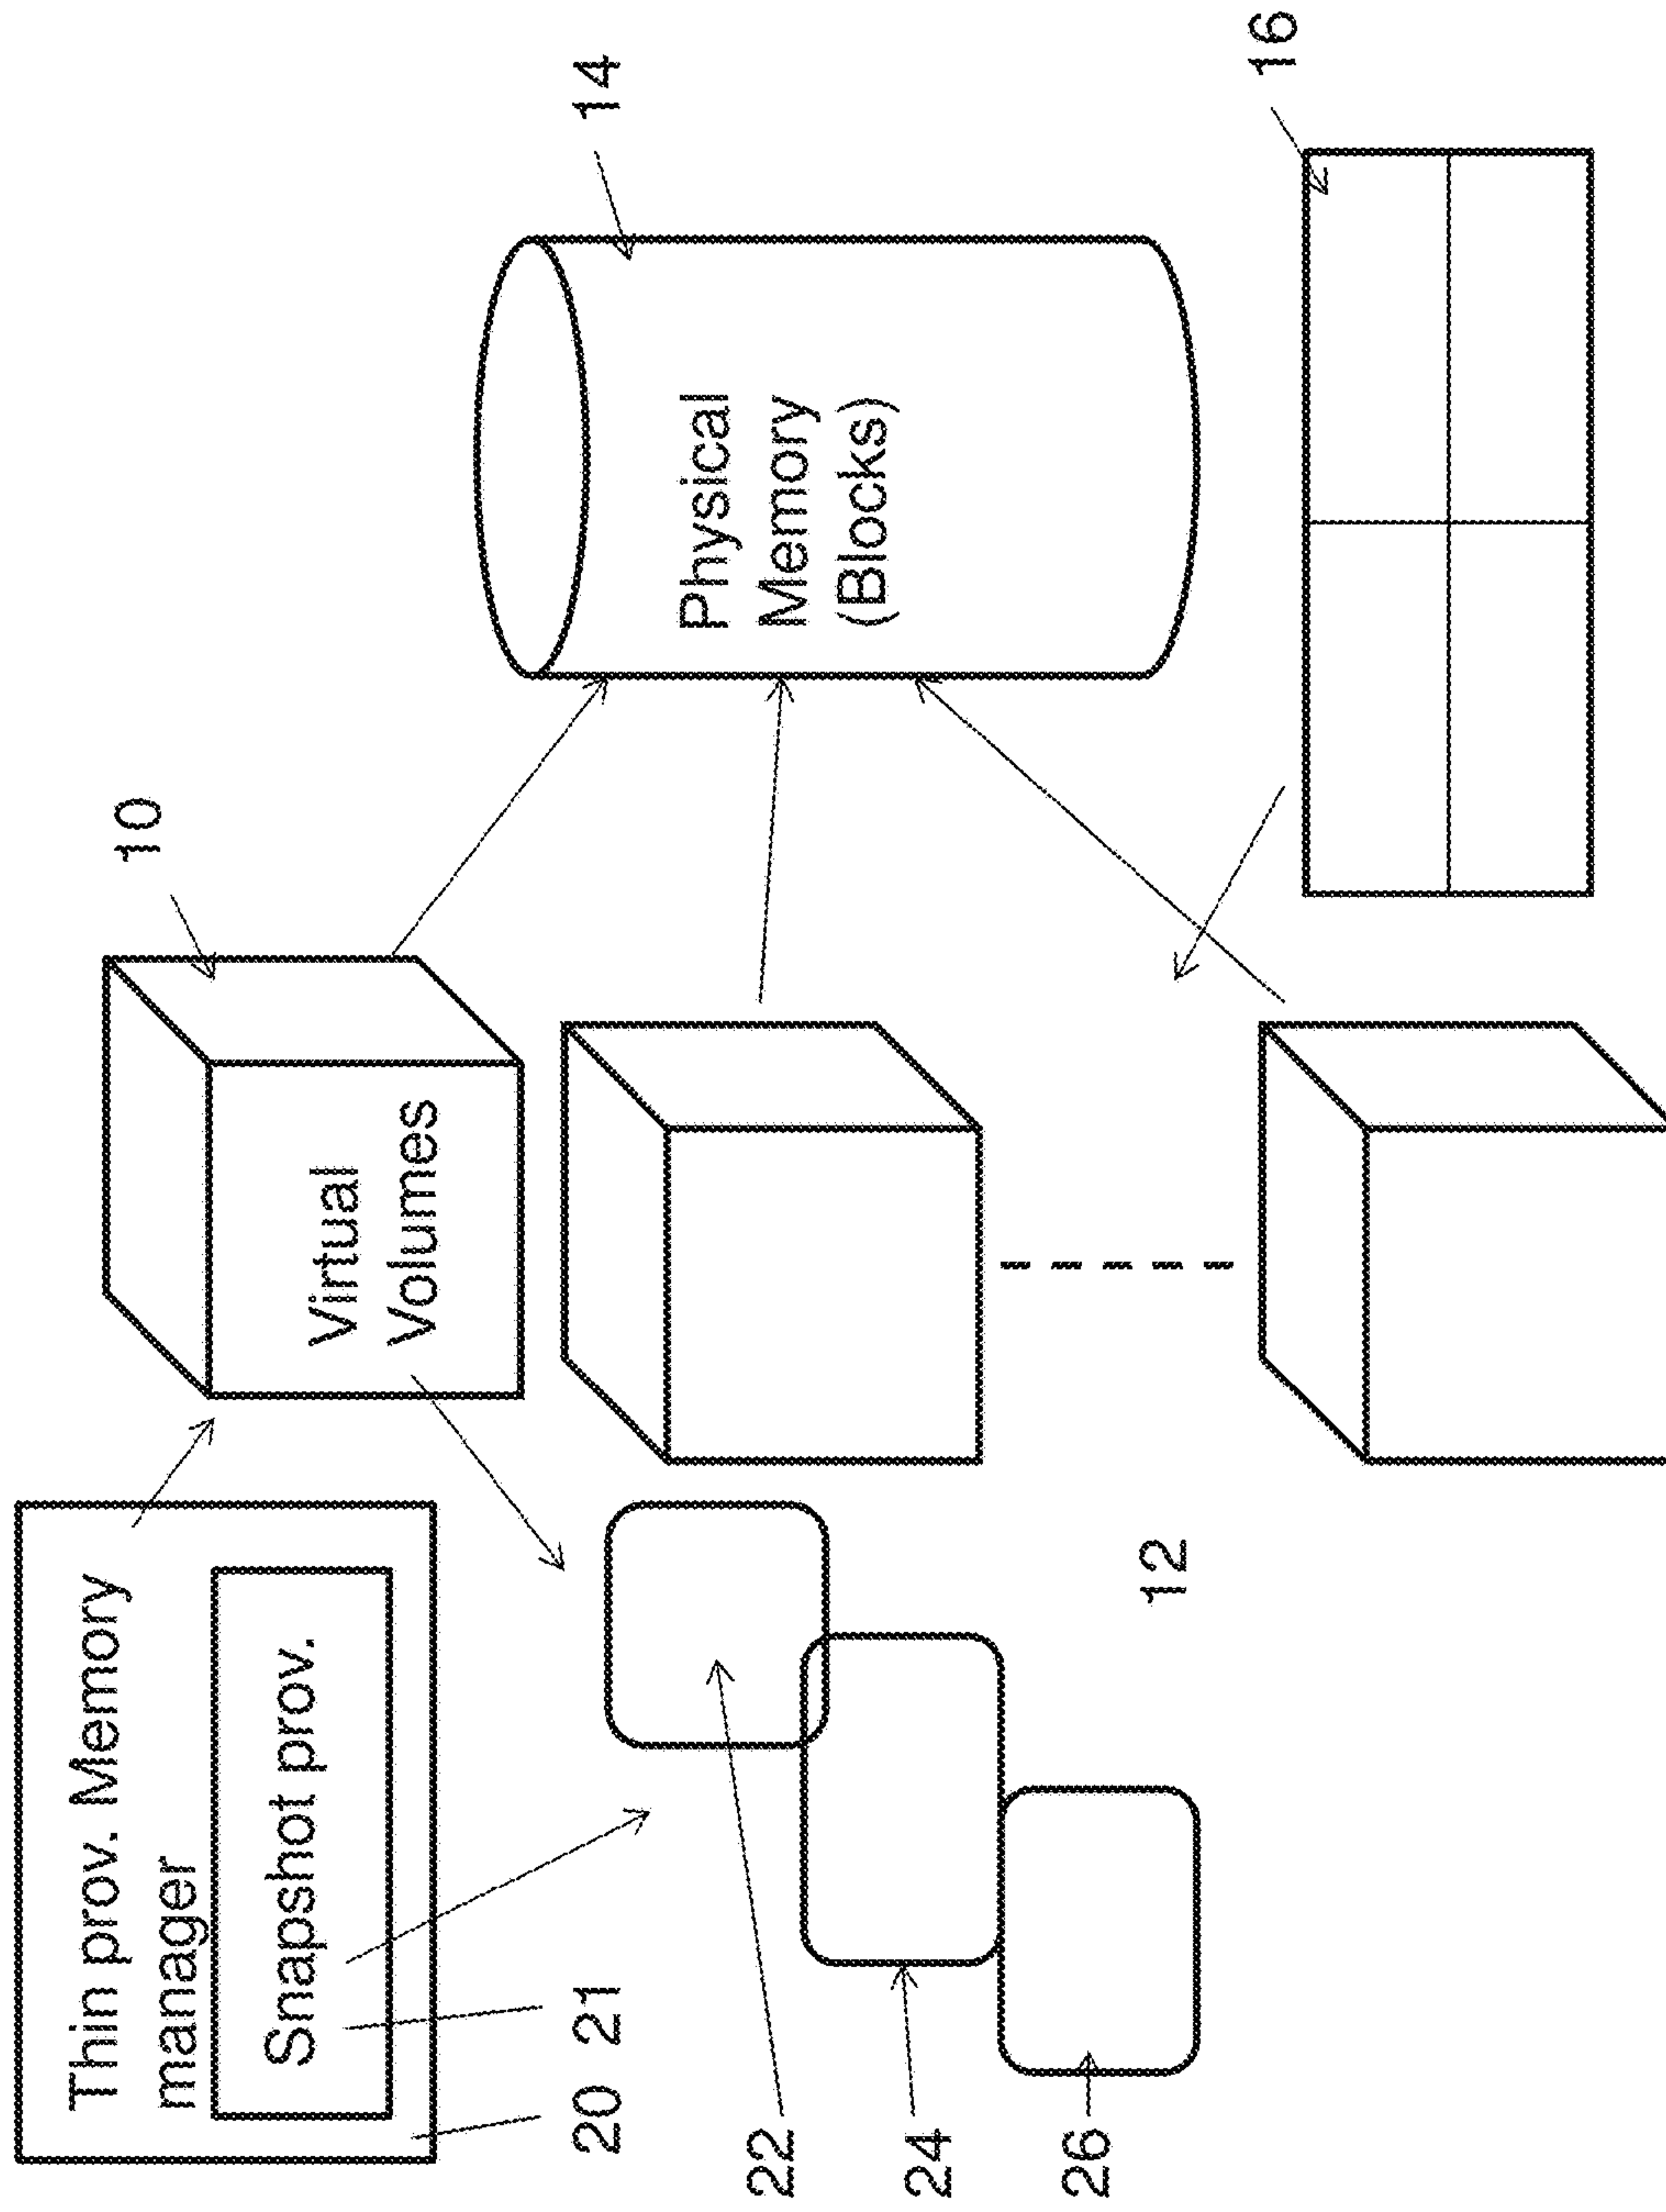 Thin prov. Memory
manager
Snapshot prov.
20
21
10
Virtual
Volumes
14
Physical
Memory
(Blocks)
22
24
26
12
16